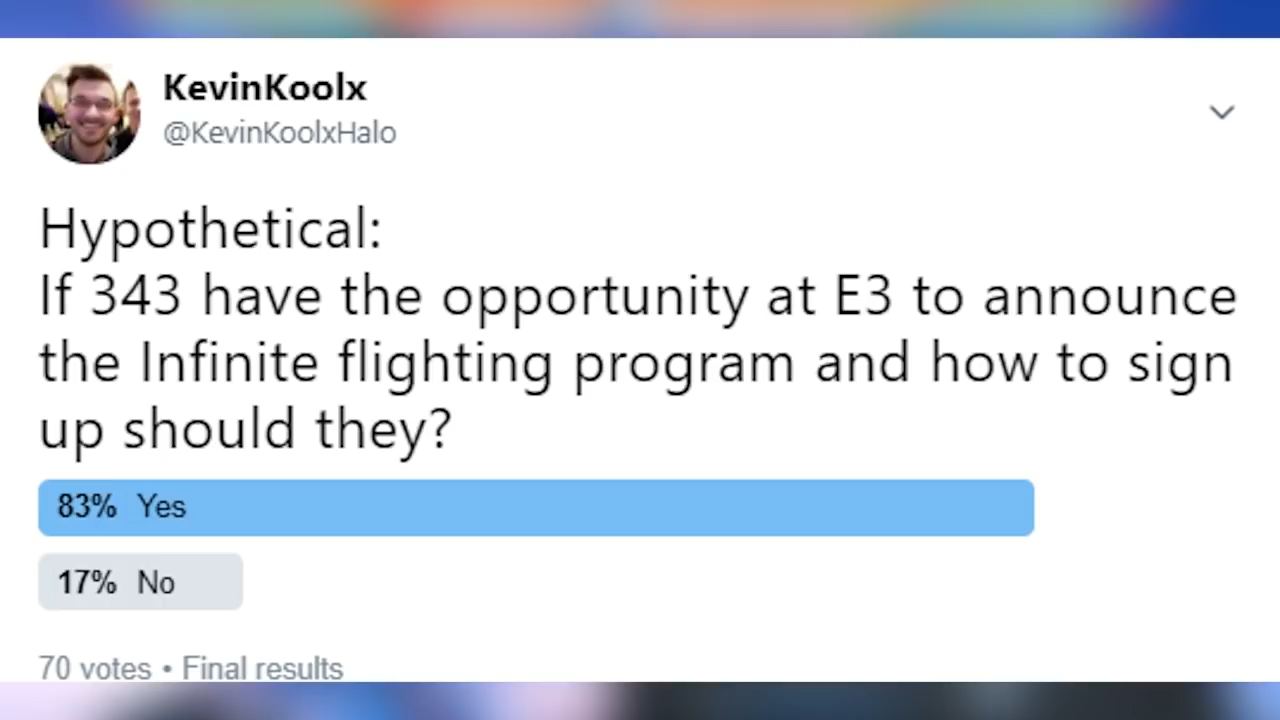 KevinKoolx
@KevinKoolxHalo
Hypothetical:
If 343 have the opportunity at E3 to announce
the Infinite flighting program and how to sign
up should they?
83% Yes
17% No
70 votes • Final results